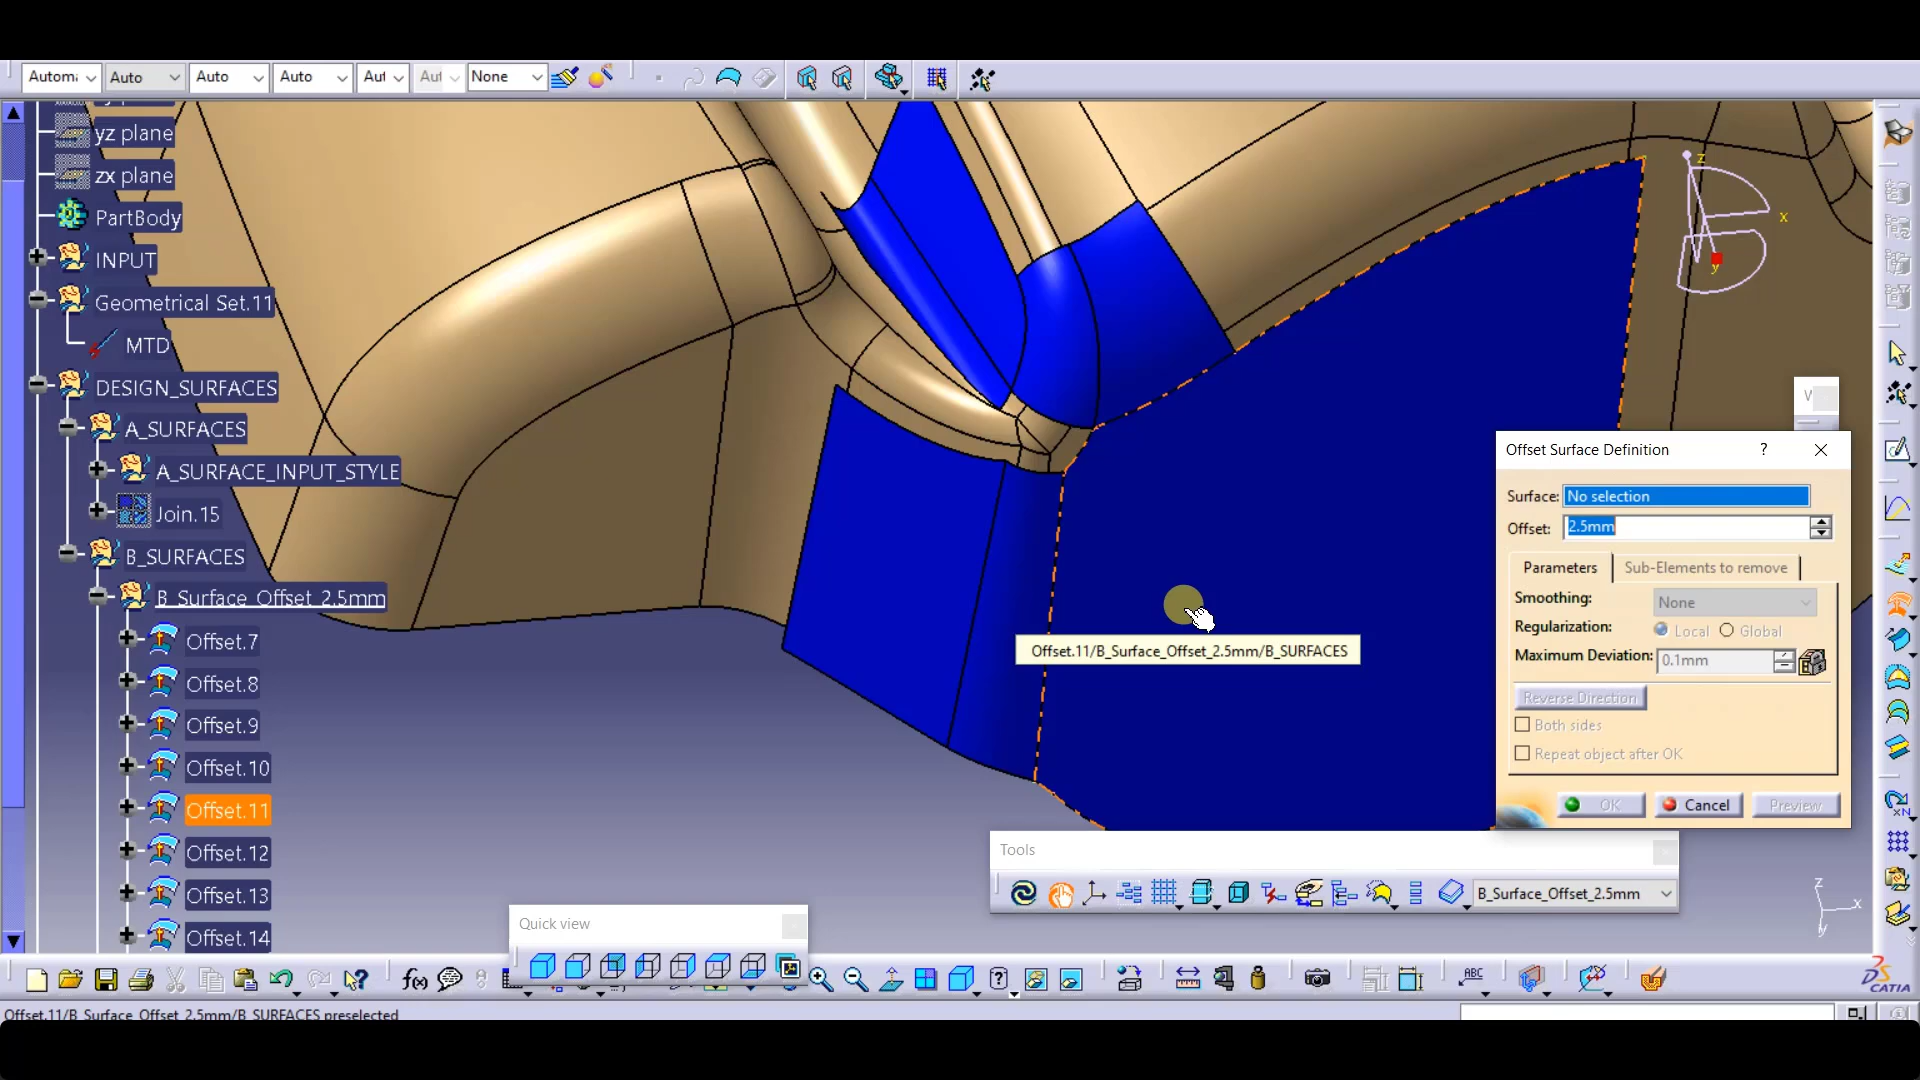 Automa
Auto
Auto
Auto
Aut
Aut
None
yz plane
zx plane
PartBody
INPUT
Geometrical Set.11
MTD
DESIGN_SURFACES
A_SURFACES
A_SURFACE_INPUT_STYLE
Join.15
B_SURFACES
B_Surface_Offset_2.5mm
Offset.7
Offset.8
Offset.9
Offset.10
Offset.11
Offset.12
Offset.13
Offset.14
z
x
y
Offset.11/B_Surface_Offset_2.5mm/B_SURFACES
Offset Surface Definition
?
Surface: No selection
Offset: 2.5mm
Parameters
Sub-Elements to remove
Smoothing: None
Regularization: Local Global
Maximum Deviation: 0.1mm
Reverse Direction
Both sides
Repeat object after OK
OK
Cancel
Preview
Tools
B_Surface_Offset_2.5mm
Quick view
z
x
y
f(x)
ABC
CATIA
Offset.11/B_Surface_Offset_2.5mm/B_SURFACES preselected